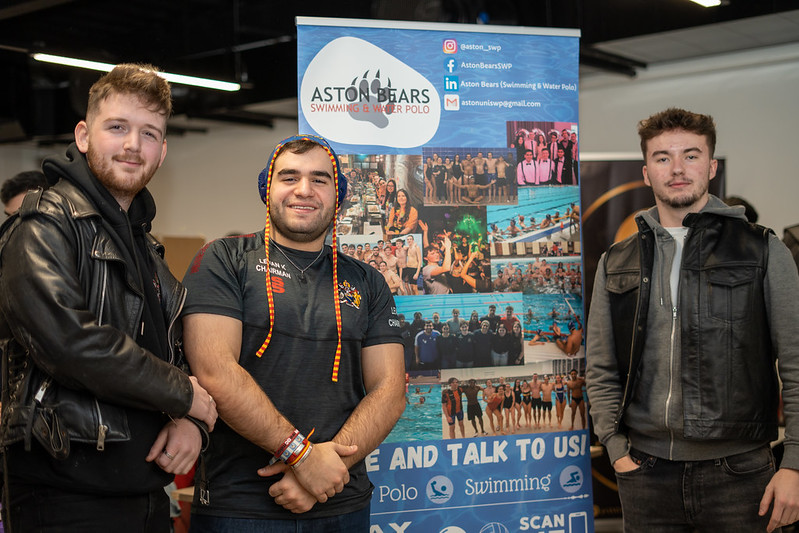 @aston_swp
AstonBearsSWP
Aston Bears (Swimming & Water Polo)
astonuniswp@gmail.com
ASTON BEARS
SWIMMING & WATER POLO
LEVAN K
CHAIRMAN
AND TALK TO US!
Polo
Swimming
SCAN